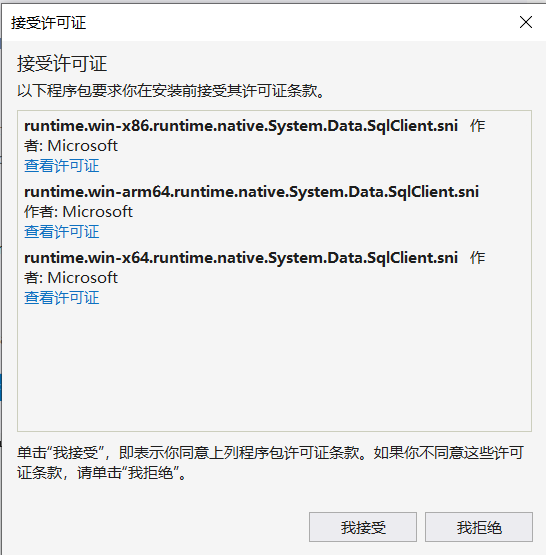 接受许可证
接受许可证
以下程序包要求你在安装前接受其许可证条款。
runtime.win-x86.runtime.native.System.Data.SqlClient.sni 作
者: Microsoft
查看许可证
runtime.win-arm64.runtime.native.System.Data.SqlClient.sni
作者: Microsoft
查看许可证
runtime.win-x64.runtime.native.System.Data.SqlClient.sni 作
者: Microsoft
查看许可证
单击“我接受”，即表示你同意上列程序包许可证条款。如果你不同意这些许可
证条款，请单击“我拒绝”。
我接受 我拒绝